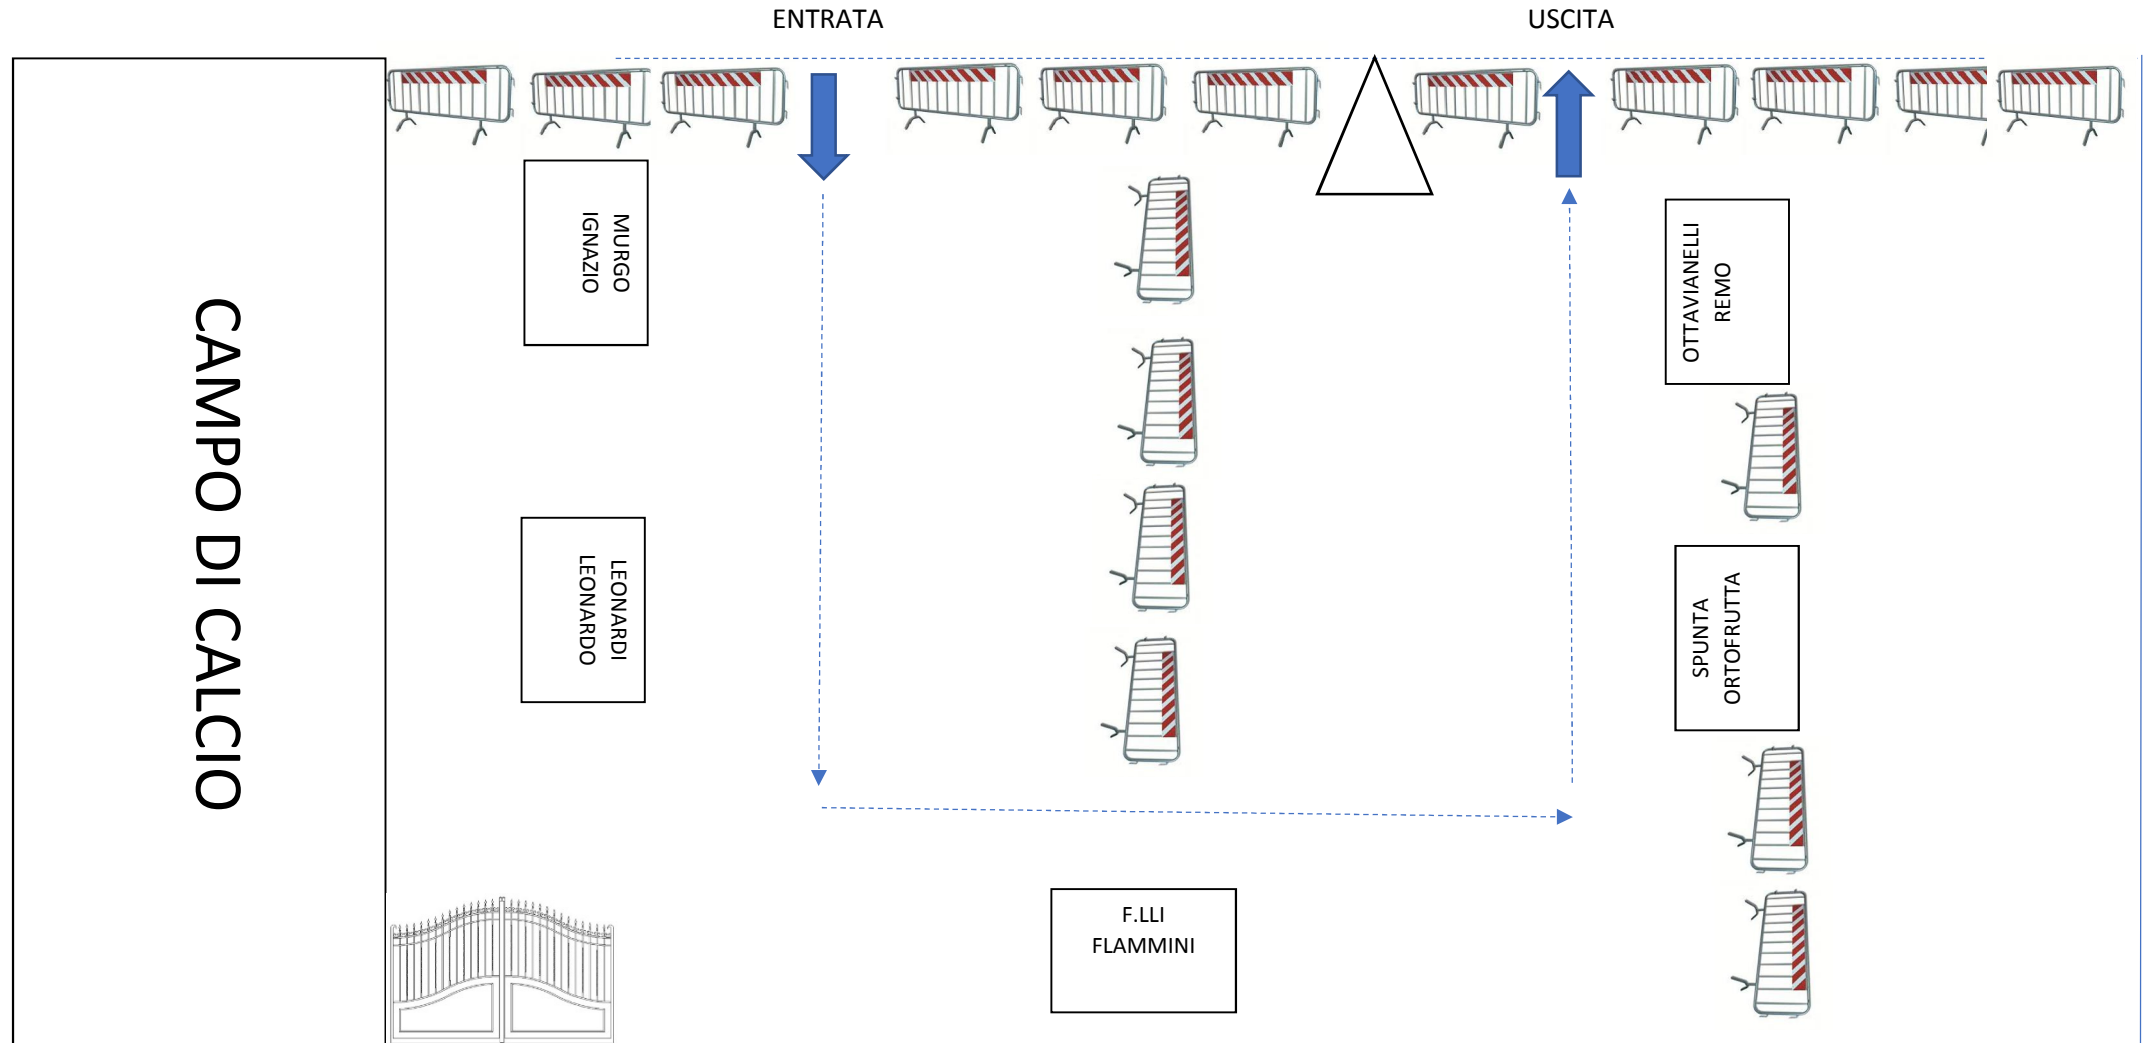 ENTRATA
USCITA
CAMPO DI CALCIO
MURGO
IGNAZIO
OTTAVIANELLI
REMO
LEONARDI
LEONARDO
SPUNTA
ORTOFRUTTA
F.LLI
FLAMMINI